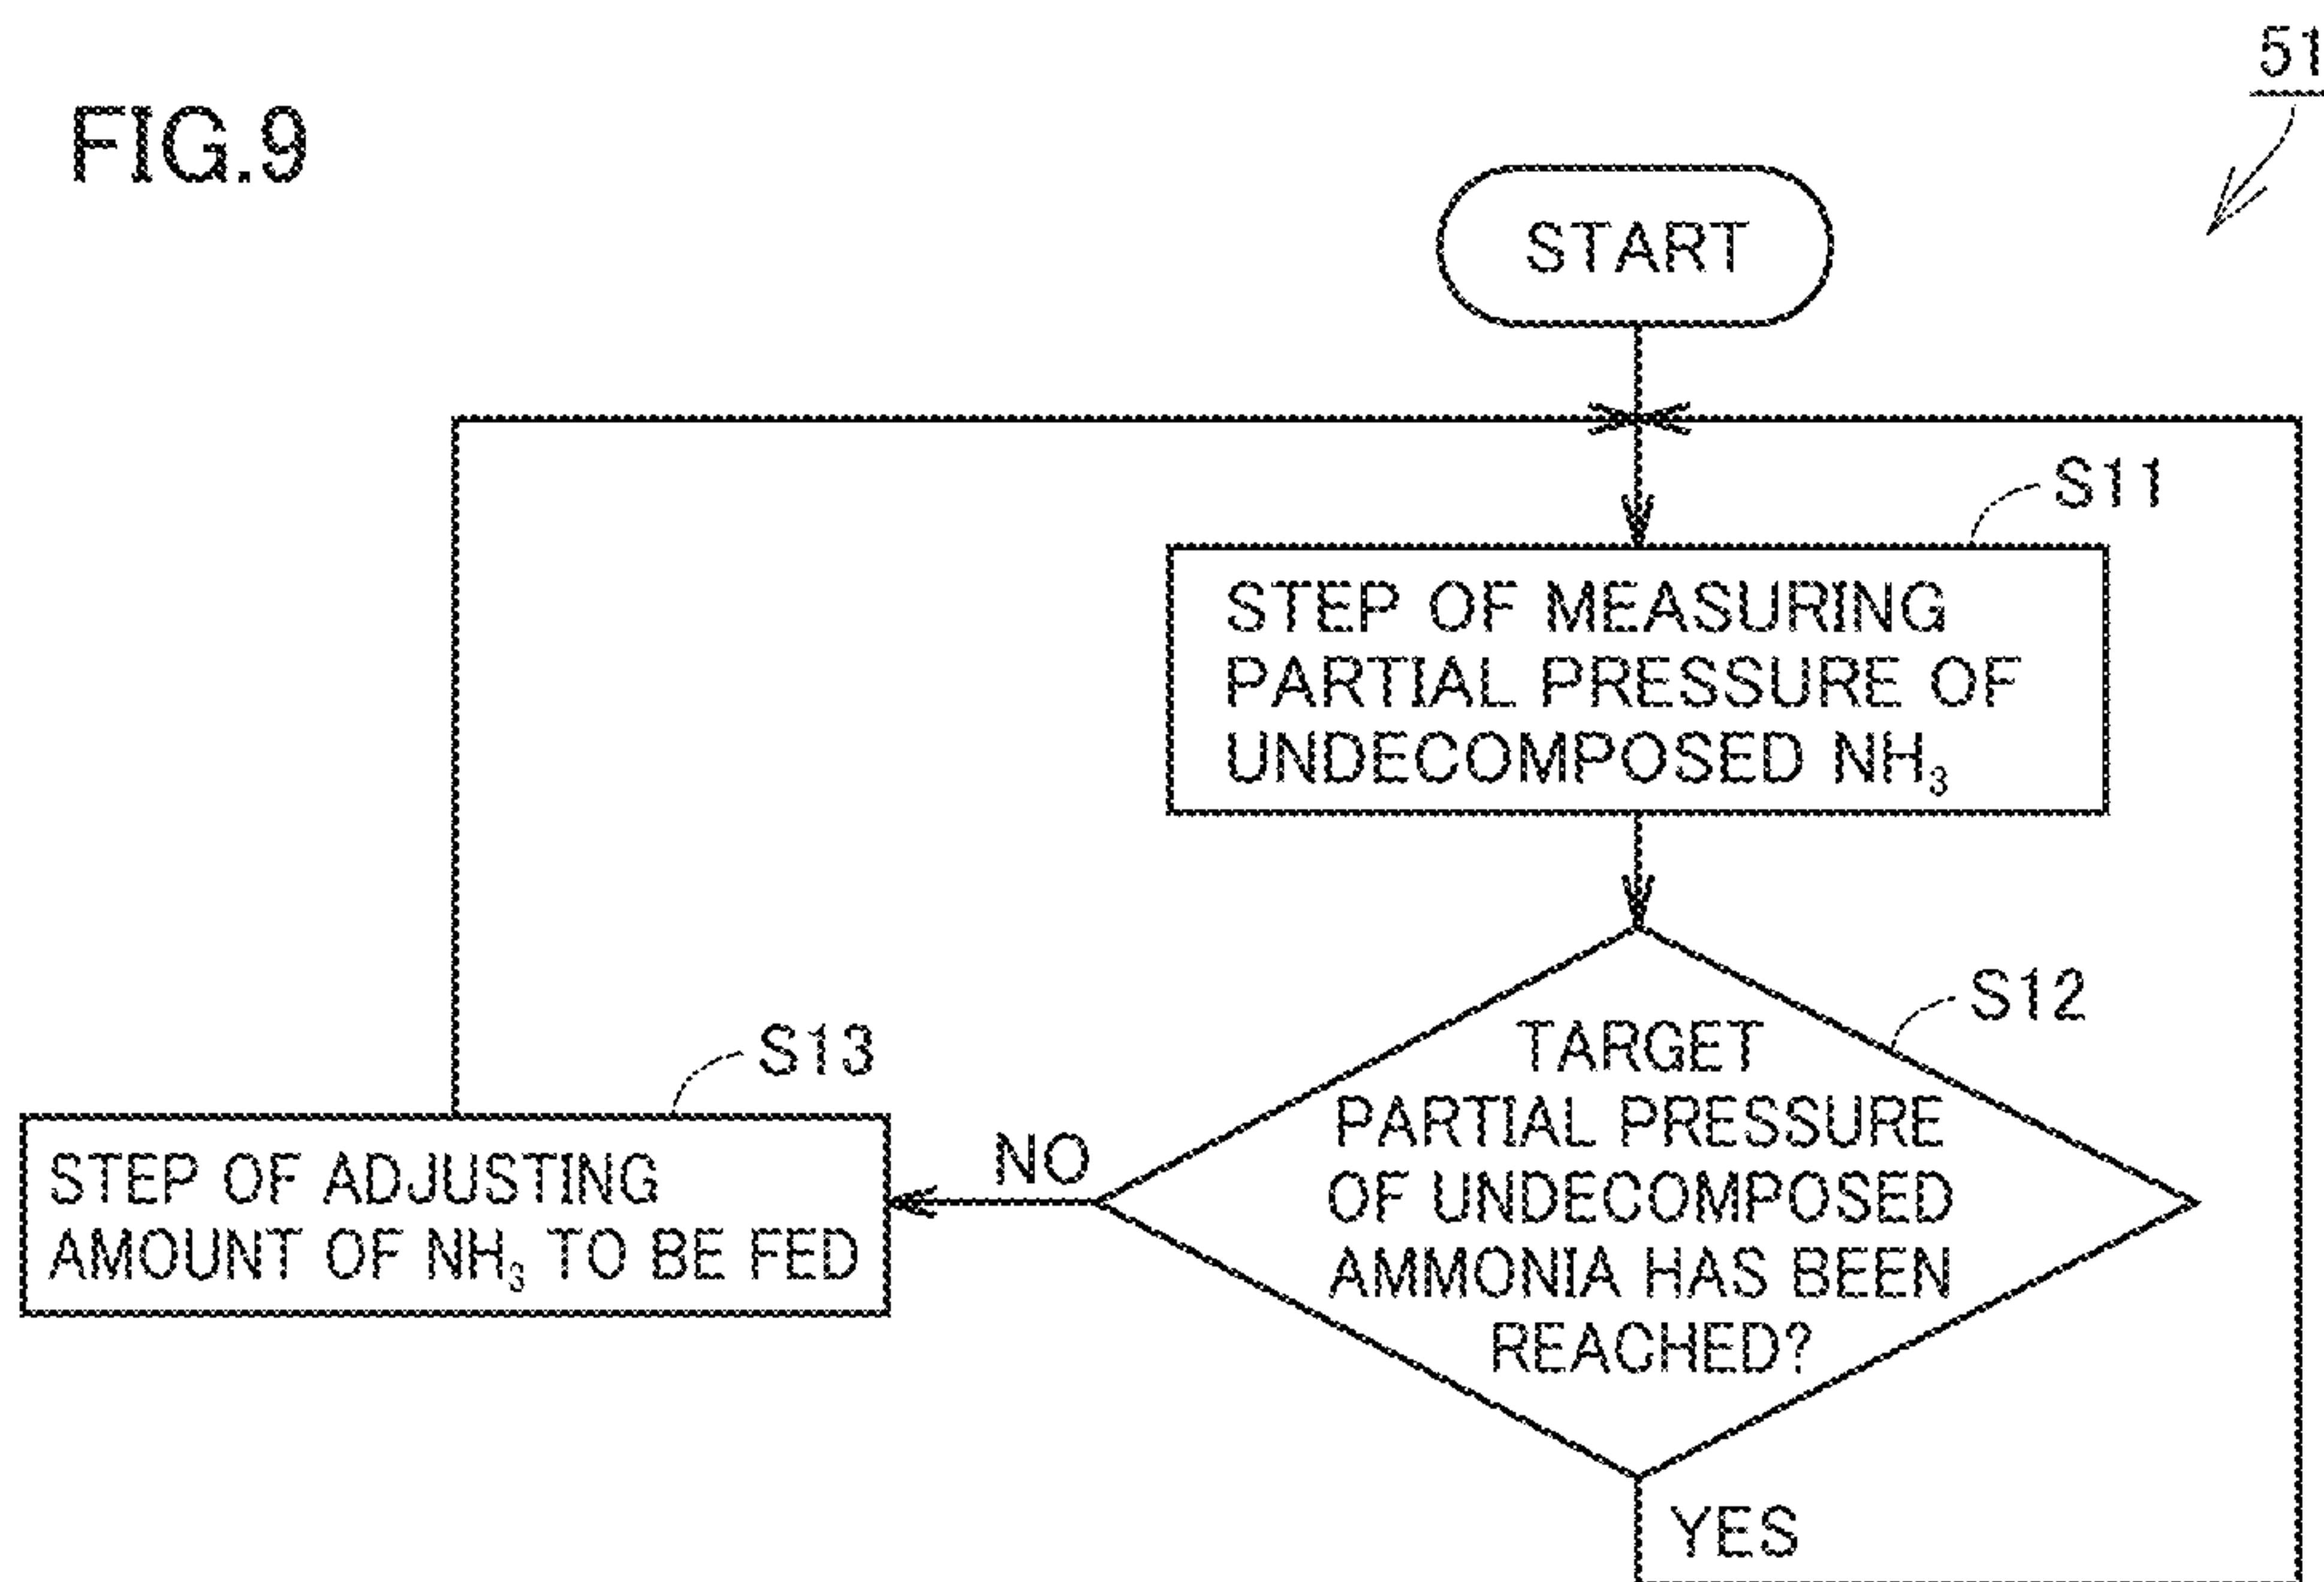 FIG.9
51
START
S11
STEP OF MEASURING
PARTIAL PRESSURE OF
UNDECOMPOSED NH₃
S12
TARGET
PARTIAL PRESSURE
OF UNDECOMPOSED
AMMONIA HAS BEEN
REACHED?
NO
S13
STEP OF ADJUSTING
AMOUNT OF NH₃ TO BE FED
YES